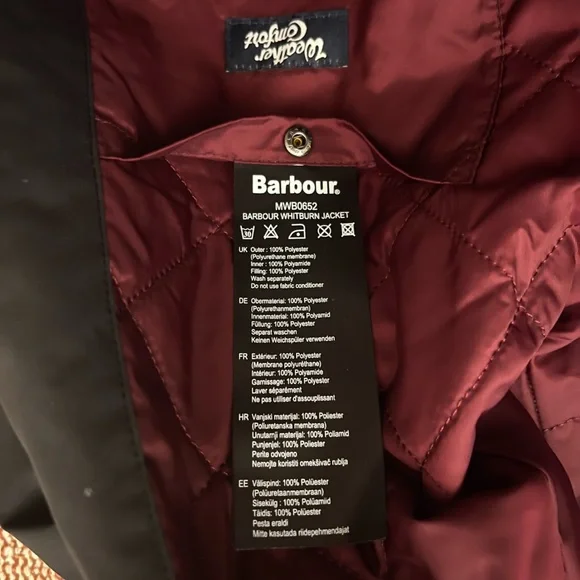 Weather
Comfort
Barbour.
MWB0652
BARBOUR WHITBURN JACKET
30
UK Outer : 100% Polyester
(Polyurethane membrane)
Inner : 100% Polyamide
Filling: 100% Polyester
Wash separately
Do not use fabric conditioner
DE Obermaterial: 100% Polyester
(Polyurethanmembran)
Innenmaterial: 100% Polyamid
Füllung: 100% Polyester
Separat waschen
Keinen Weichspüler verwenden
FR Extérieur: 100% Polyester
(Membrane polyuréthane)
Intérieur: 100% Polyamide
Garnissage: 100% Polyester
Laver séparément
Ne pas utiliser d'assouplissant
HR Vanjski materijal: 100% Poliester
(Poliuretanska membrana)
Unutarnji materijal: 100% Poliamid
Punjenje: 100% Poliester
Perite odvojeno
Nemojte koristiti omekšivač rublja
EE Välispind: 100% Polüester
(Polüuretaanmembraan)
Sisekülg : 100% Polüamiid
Täidis: 100% Polüester
Pesta eraldi
Mitte kasutada riidepehmendajat